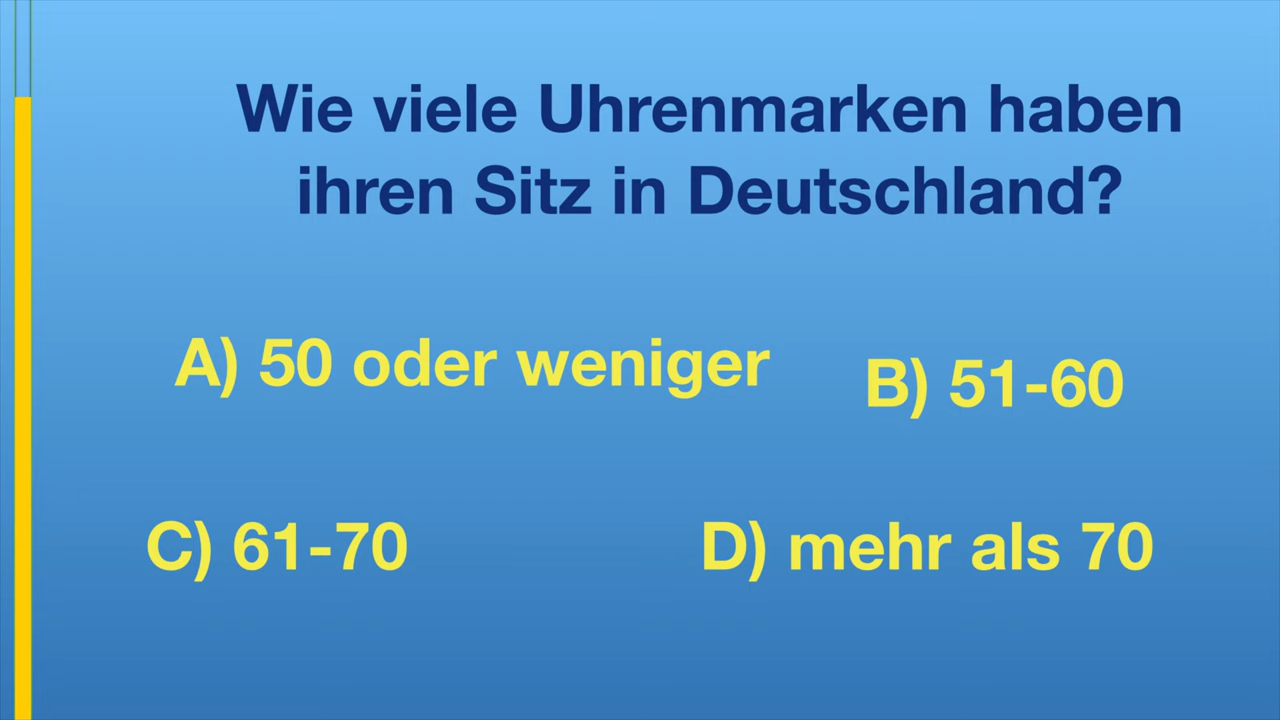 Wie viele Uhrenmarken haben
ihren Sitz in Deutschland?
A) 50 oder weniger
B) 51-60
C) 61-70
D) mehr als 70